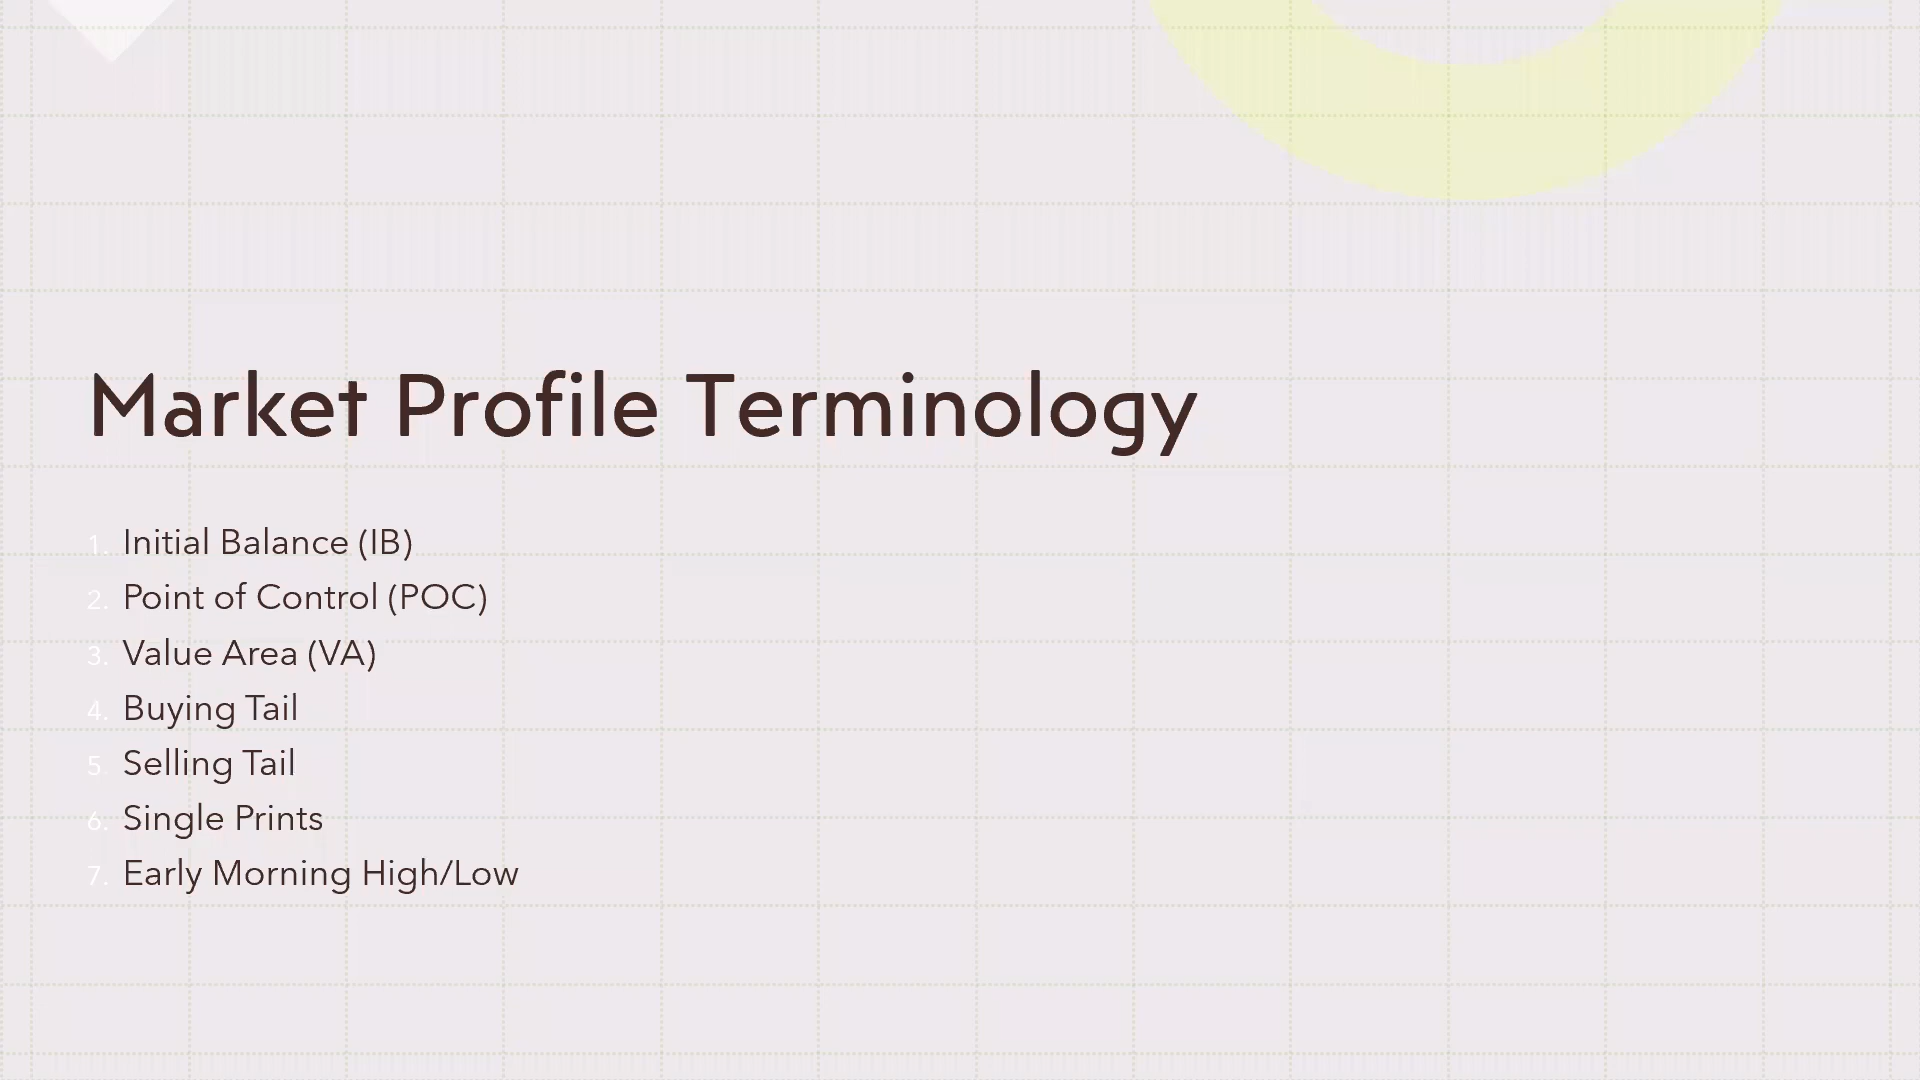 Market Profile Terminology
1. Initial Balance (IB)
2. Point of Control (POC)
3. Value Area (VA)
4. Buying Tail
5. Selling Tail
6. Single Prints
7. Early Morning High/Low